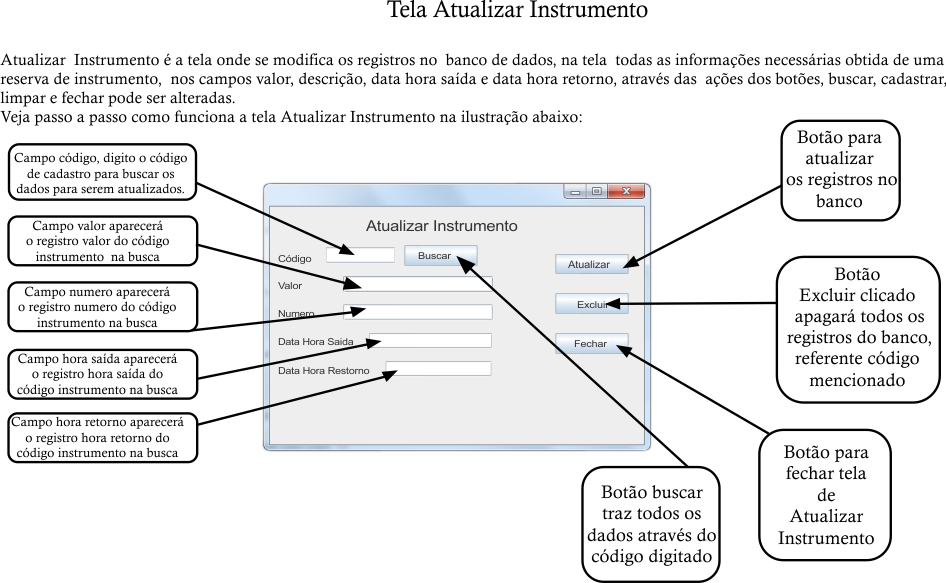 Tela Atualizar Instrumento
Atualizar Instrumento é a tela onde se modifica os registros no banco de dados, na tela todas as informações necessárias obtida de uma
reserva de instrumento, nos campos valor, descrição, data hora saída e data hora retorno, através das ações dos botões, buscar, cadastrar,
limpar e fechar pode ser alteradas.
Veja passo a passo como funciona a tela Atualizar Instrumento na ilustração abaixo:
Campo código, digito o código
de cadastro para buscar os
dados para serem atualizados.
Campo valor aparecerá
o registro valor do código
instrumento na busca
Campo numero aparecerá
o registro numero do código
instrumento na busca
Campo hora saída aparecerá
o registro hora saída do
código instrumento na busca
Campo hora retorno aparecerá
o registro hora retorno do
código instrumento na busca
Atualizar Instrumento
Código
Buscar
Valor
Numero
Data Hora Saida
Data Hora Restorno
Atualizar
Excluir
Fechar
Botão para
atualizar
os registros no
banco
Botão
Excluir clicado
apagará todos os
registros do banco,
referente código
mencionado
Botão para
fechar tela
de
Atualizar
Instrumento
Botão buscar
traz todos os
dados através do
código digitado